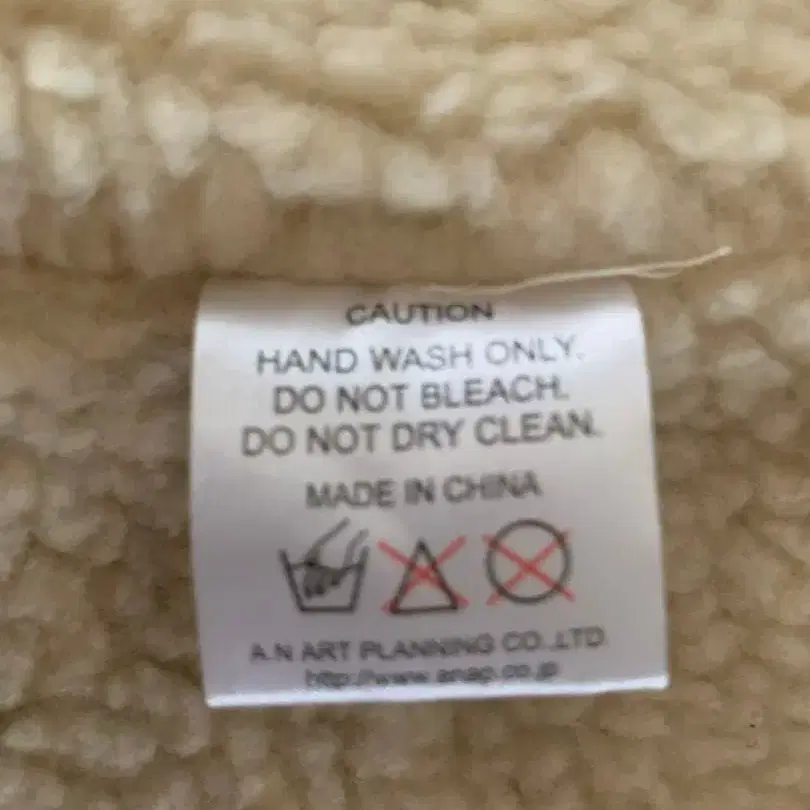 CAUTION
HAND WASH ONLY.
DO NOT BLEACH.
DO NOT DRY CLEAN.
MADE IN CHINA
A.N ART PLANNING CO.,LTD.
http://www.anap.co.jp